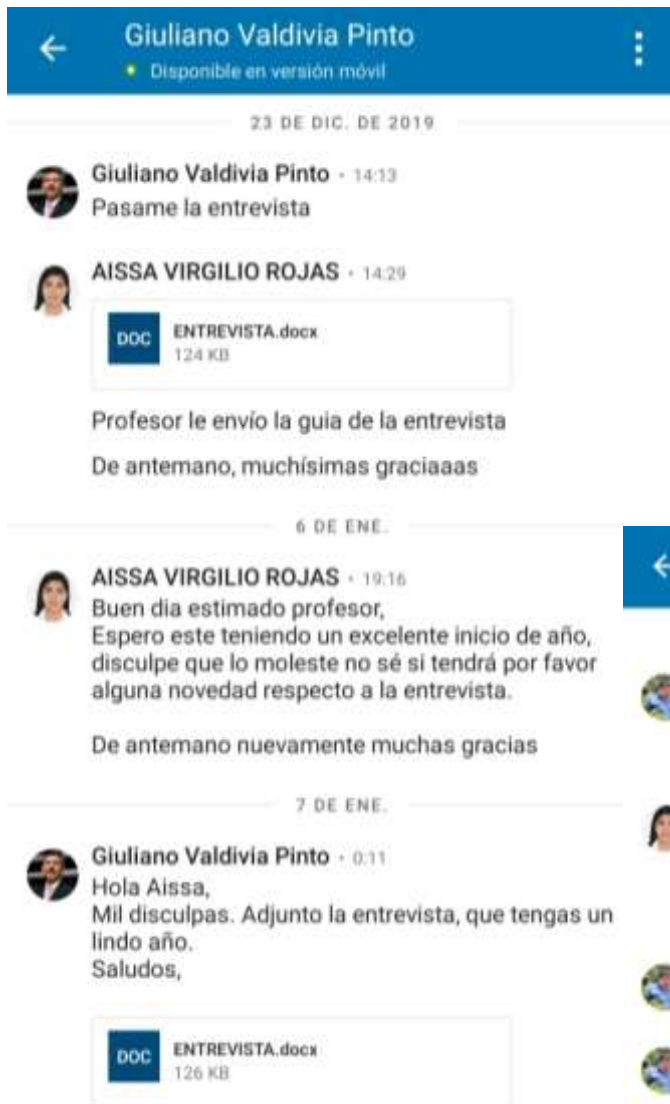 Giuliano Valdivia Pinto
Disponible en versión móvil
23 DE DIC. DE 2019
Giuliano Valdivia Pinto • 14:13
Pasame la entrevista
AISSA VIRGILIO ROJAS • 14:29
DOC
ENTREVISTA.docx
124 KB
Profesor le envío la guia de la entrevista
De antemano, muchísimas graciaaas
6 DE ENE.
AISSA VIRGILIO ROJAS • 19:16
Buen dia estimado profesor,
Espero este teniendo un excelente inicio de año,
disculpe que lo moleste no sé si tendrá por favor
alguna novedad respecto a la entrevista.
De antemano nuevamente muchas gracias
7 DE ENE.
Giuliano Valdivia Pinto • 0:11
Hola Aissa,
Mil disculpas. Adjunto la entrevista, que tengas un
lindo año.
Saludos,
DOC
ENTREVISTA.docx
126 KB